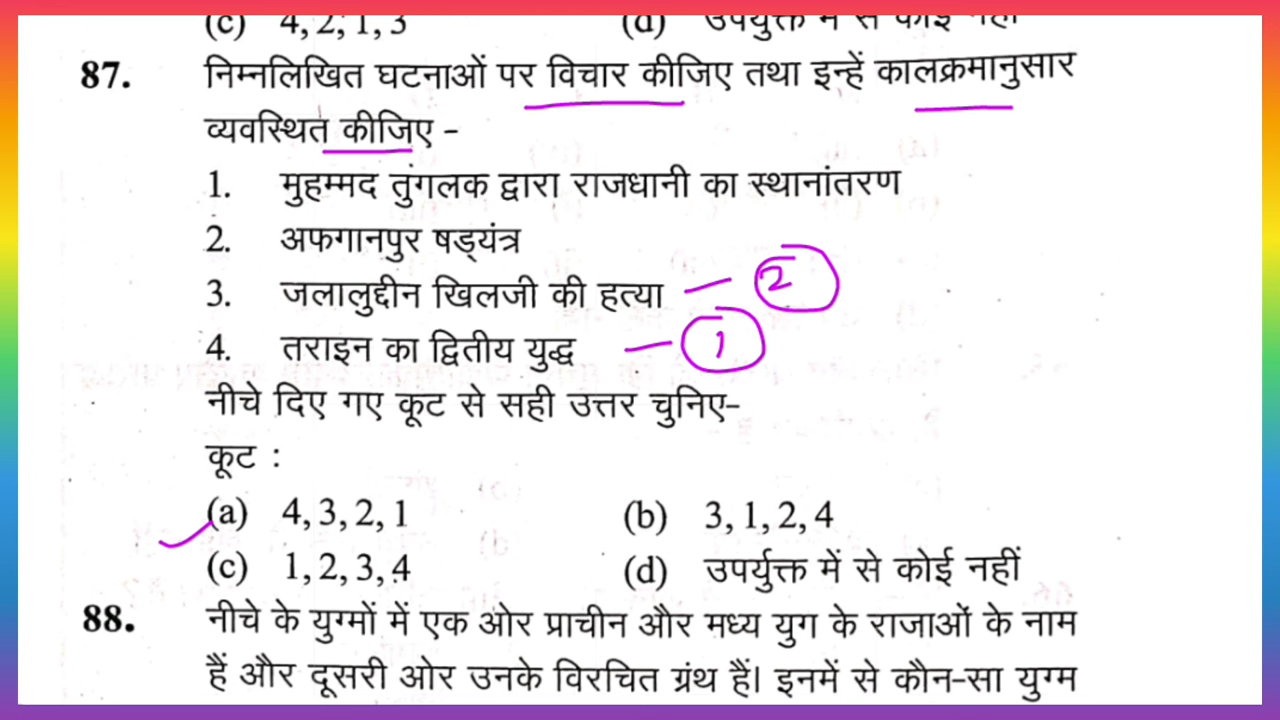 (c) 4, 2, 1, 3 (d) उपर्युक्त में से कोई नहीं
87. निम्नलिखित घटनाओं पर विचार कीजिए तथा इन्हें कालक्रमानुसार
व्यवस्थित कीजिए -
1. मुहम्मद तुगलक द्वारा राजधानी का स्थानांतरण
2. अफगानपुर षड्यंत्र
3. जलालुद्दीन खिलजी की हत्या – 2
4. तराइन का द्वितीय युद्ध – 1
नीचे दिए गए कूट से सही उत्तर चुनिए-
कूट :
(a) 4, 3, 2, 1 (b) 3, 1, 2, 4
(c) 1, 2, 3, 4 (d) उपर्युक्त में से कोई नहीं
88. नीचे के युग्मों में एक ओर प्राचीन और मध्य युग के राजाओं के नाम
हैं और दूसरी ओर उनके विरचित ग्रंथ हैं। इनमें से कौन-सा युग्म